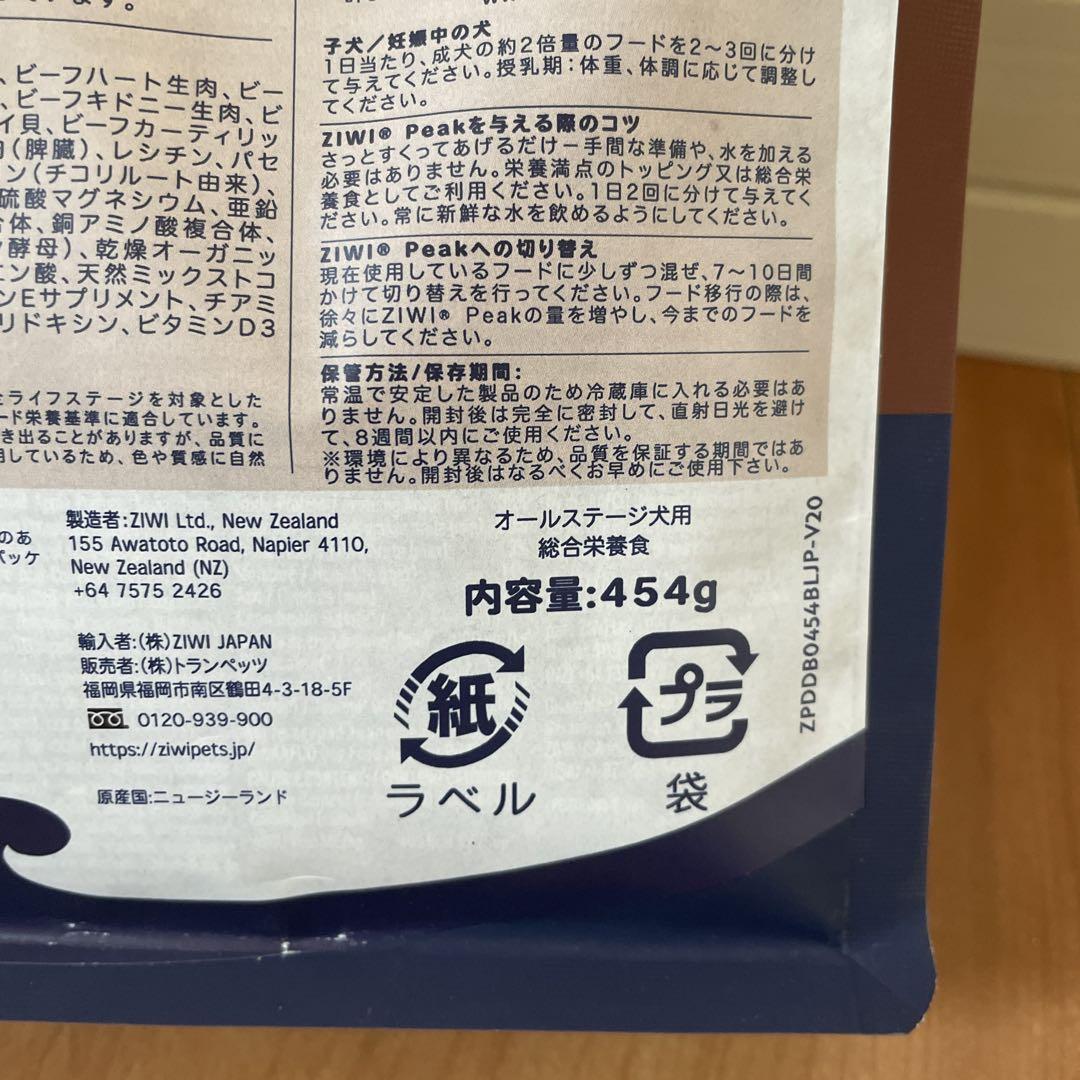 子犬／妊娠中の犬
1日当たり、成犬の約2倍量のフードを2〜3回に分け
て与えてください。授乳期：体重、体調に応じて調整し
てください。
ZIWI® Peakを与える際のコツ
さっとすくってあげるだけー手間な準備や、水を加える
必要はありません。栄養満点のトッピング又は総合栄
養食としてご利用ください。1日2回に分けて与えてく
ださい。常に新鮮な水を飲めるようにしてください。
ZIWI® Peakへの切り替え
現在使用しているフードに少しずつ混ぜ、7〜10日間
かけて切り替えを行ってください。フード移行の際は、
徐々にZIWI® Peakの量を増やし、今までのフードを
減らしてください。
保管方法/保存期間：
常温で安定した製品のため冷蔵庫に入れる必要はあ
りません。開封後は完全に密封して、直射日光を避け
て、8週間以内にご使用ください。
※環境により異なるため、品質を保証する期間ではあ
りません。開封後はなるべくお早めにご使用下さい。
、ビーフハート生肉、ビー
、ビーフキドニー生肉、ビ
イ貝、ビーフカーティリッ
（脾臓）、レシチン、パセ
ン（チコリルート由来）、
硫酸マグネシウム、亜鉛
合体、銅アミノ酸複合体、
酵母）、乾燥オーガニッ
ニン酸、天然ミックストコ
ンEサプリメント、チアミ
リドキシン、ビタミンD3
ライフステージを対象とした
ード栄養基準に適合しています。
き出ることがありますが、品質に
用しているため、色や質感に自然
のあ
パッケ
製造者:ZIWI Ltd., New Zealand
155 Awatoto Road, Napier 4110,
New Zealand (NZ)
+64 7575 2426
輸入者:(株)ZIWI JAPAN
販売者:(株)トランペッツ
福岡県福岡市南区鶴田4-3-18-5F
0120-939-900
https://ziwipets.jp/
原産国:ニュージーランド
オールステージ犬用
総合栄養食
内容量:454g
紙
ラベル
プラ
袋
ZPDDB0454BLJP-V20